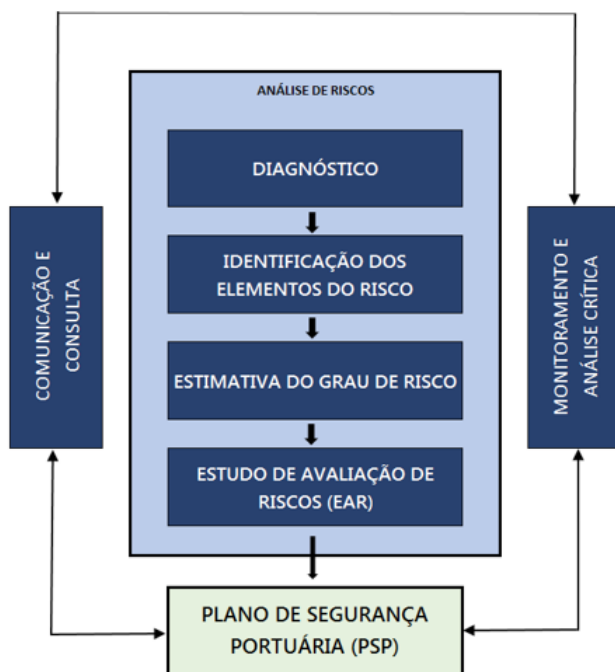 ANÁLISE DE RISCOS
DIAGNÓSTICO
IDENTIFICAÇÃO DOS
ELEMENTOS DO RISCO
ESTIMATIVA DO GRAU DE RISCO
ESTUDO DE AVALIAÇÃO DE
RISCOS (EAR)
COMUNICAÇÃO E
CONSULTA
MONITORAMENTO E
ANÁLISE CRÍTICA
PLANO DE SEGURANÇA
PORTUÁRIA (PSP)